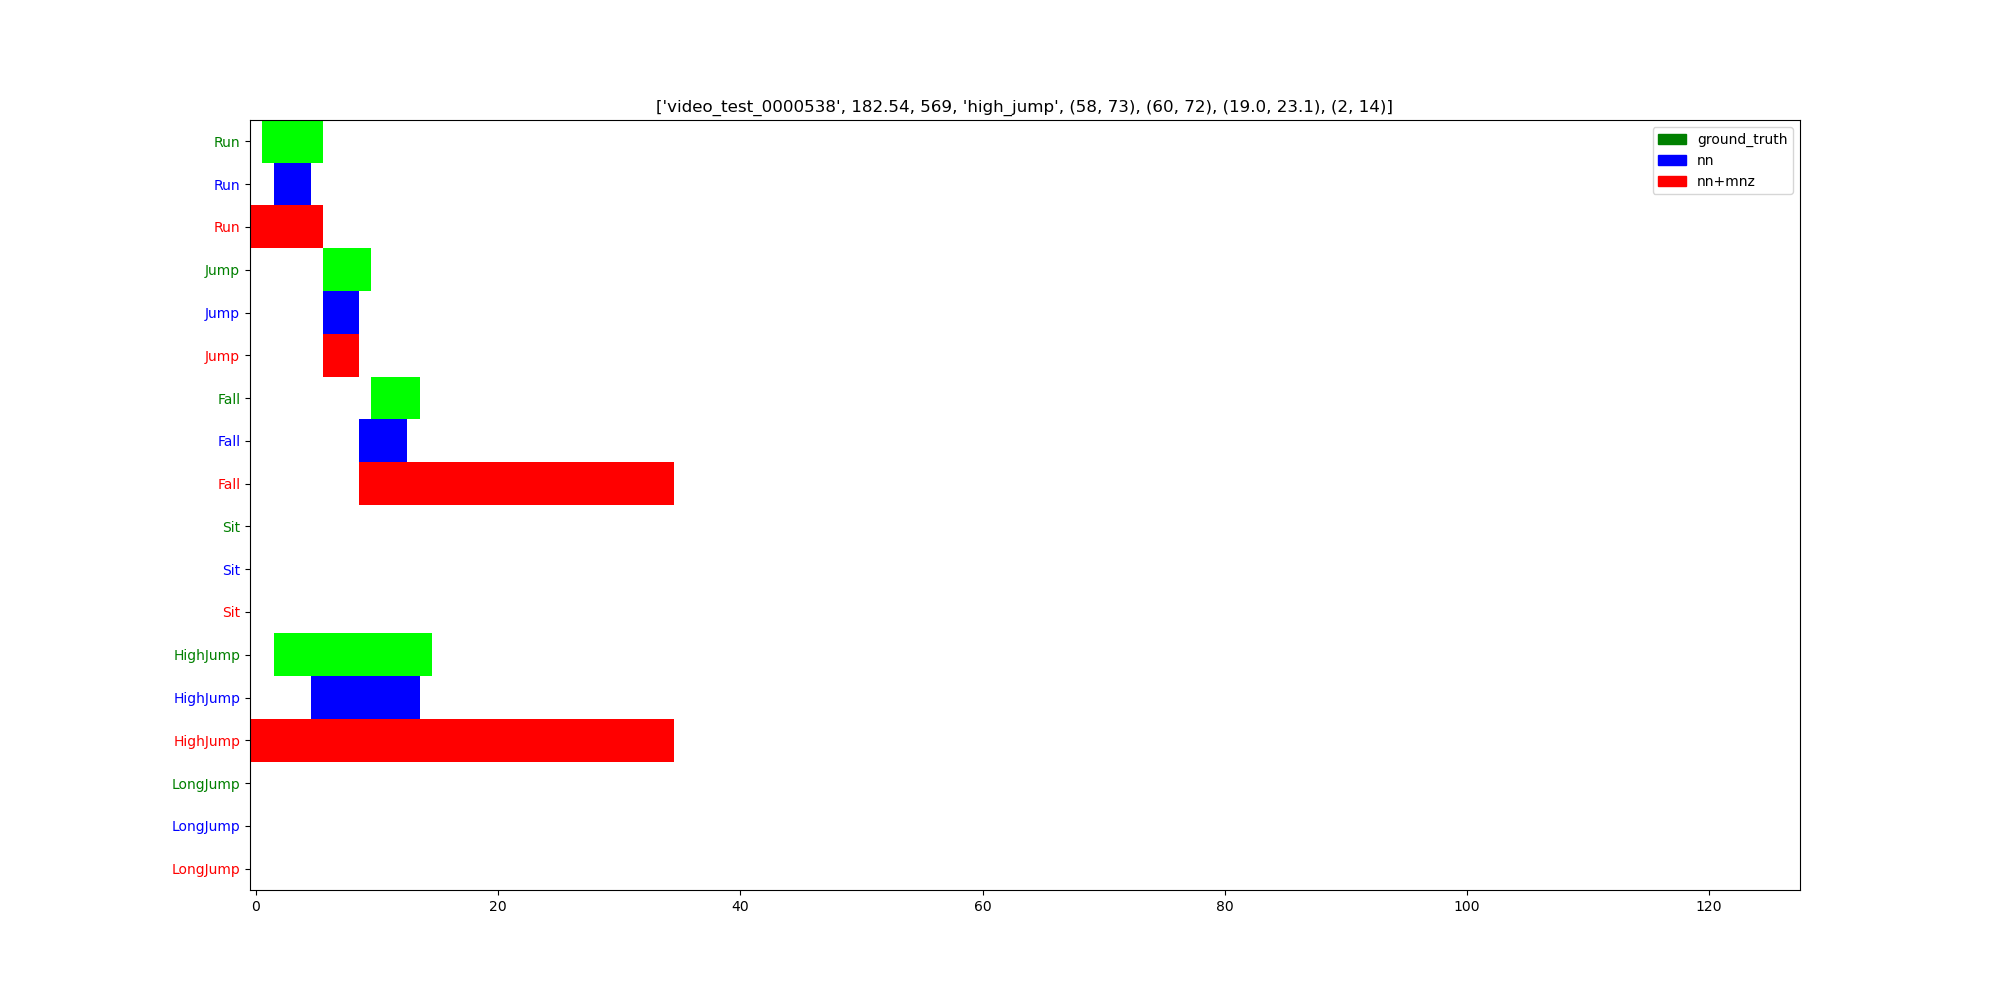 ['video_test_0000538', 182.54, 569, 'high_jump', (58, 73), (60, 72), (19.0, 23.1), (2, 14)]
ground_truth
nn
nn+mnz
Run
Run
Run
Jump
Jump
Jump
Fall
Fall
Fall
Sit
Sit
Sit
HighJump
HighJump
HighJump
LongJump
LongJump
LongJump
0 20 40 60 80 100 120